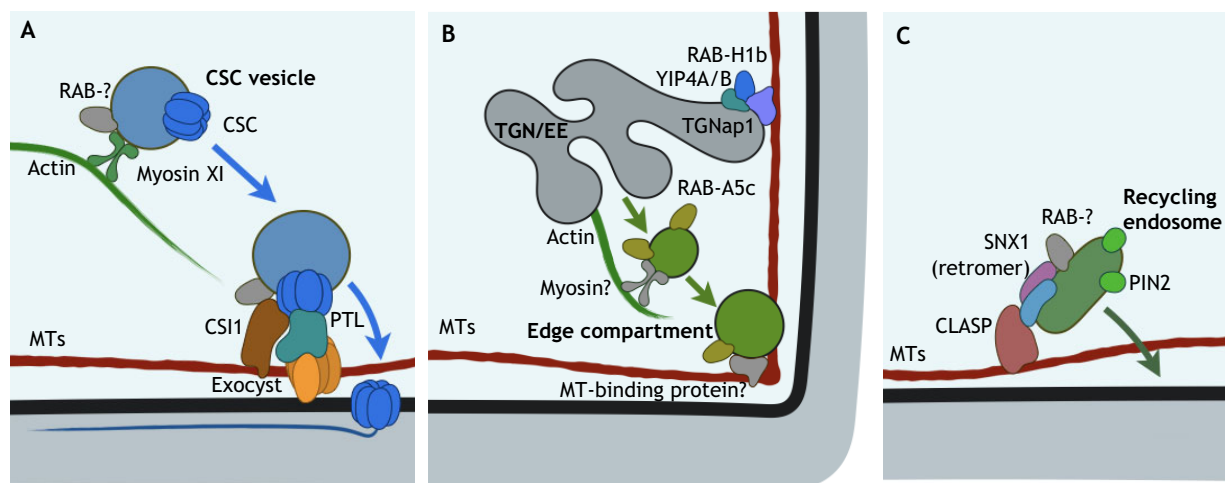 A
RAB-?
CSC vesicle
CSC
Actin
Myosin XI
CSI1
PTL
MTs
Exocyst
B
RAB-H1b
YIP4A/B
TGN/EE
TGNap1
RAB-A5c
Actin
Myosin?
Edge compartment
MTs
MT-binding protein?
C
Recycling
endosome
RAB-?
SNX1
(retromer)
PIN2
CLASP
MTs